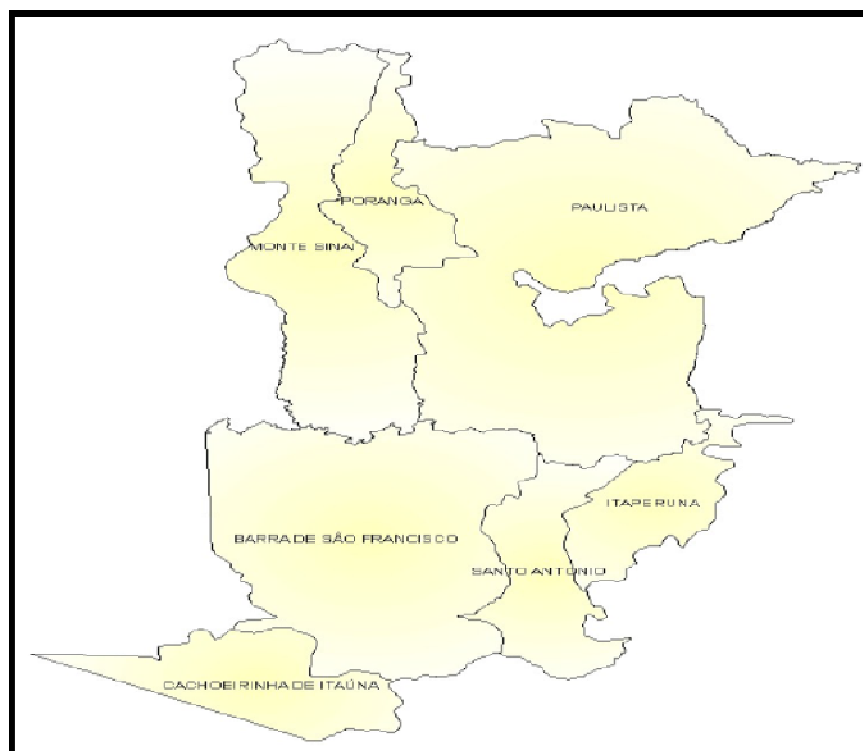 PORANGA
PAULISTA
MONTE SINAI
ITAPERUNA
BARRA DE SÃO FRANCISCO
SANTO ANTONIO
CACHOEIRINHA DE ITAÚNA